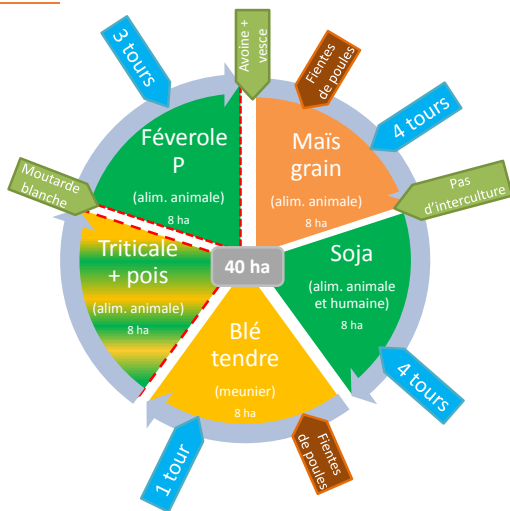 3 tours
Avoine +
vesce
Fientes
de poules
4 tours
Féverole
P
(alim. animale)
8 ha
Maïs
grain
(alim. animale)
8 ha
Moutarde
blanche
Pas
d'interculture
Triticale
+ pois
(alim. animale)
8 ha
40 ha
Soja
(alim. animale
et humaine)
8 ha
Blé
tendre
(meunier)
8 ha
4 tours
1 tour
Fientes
de poules